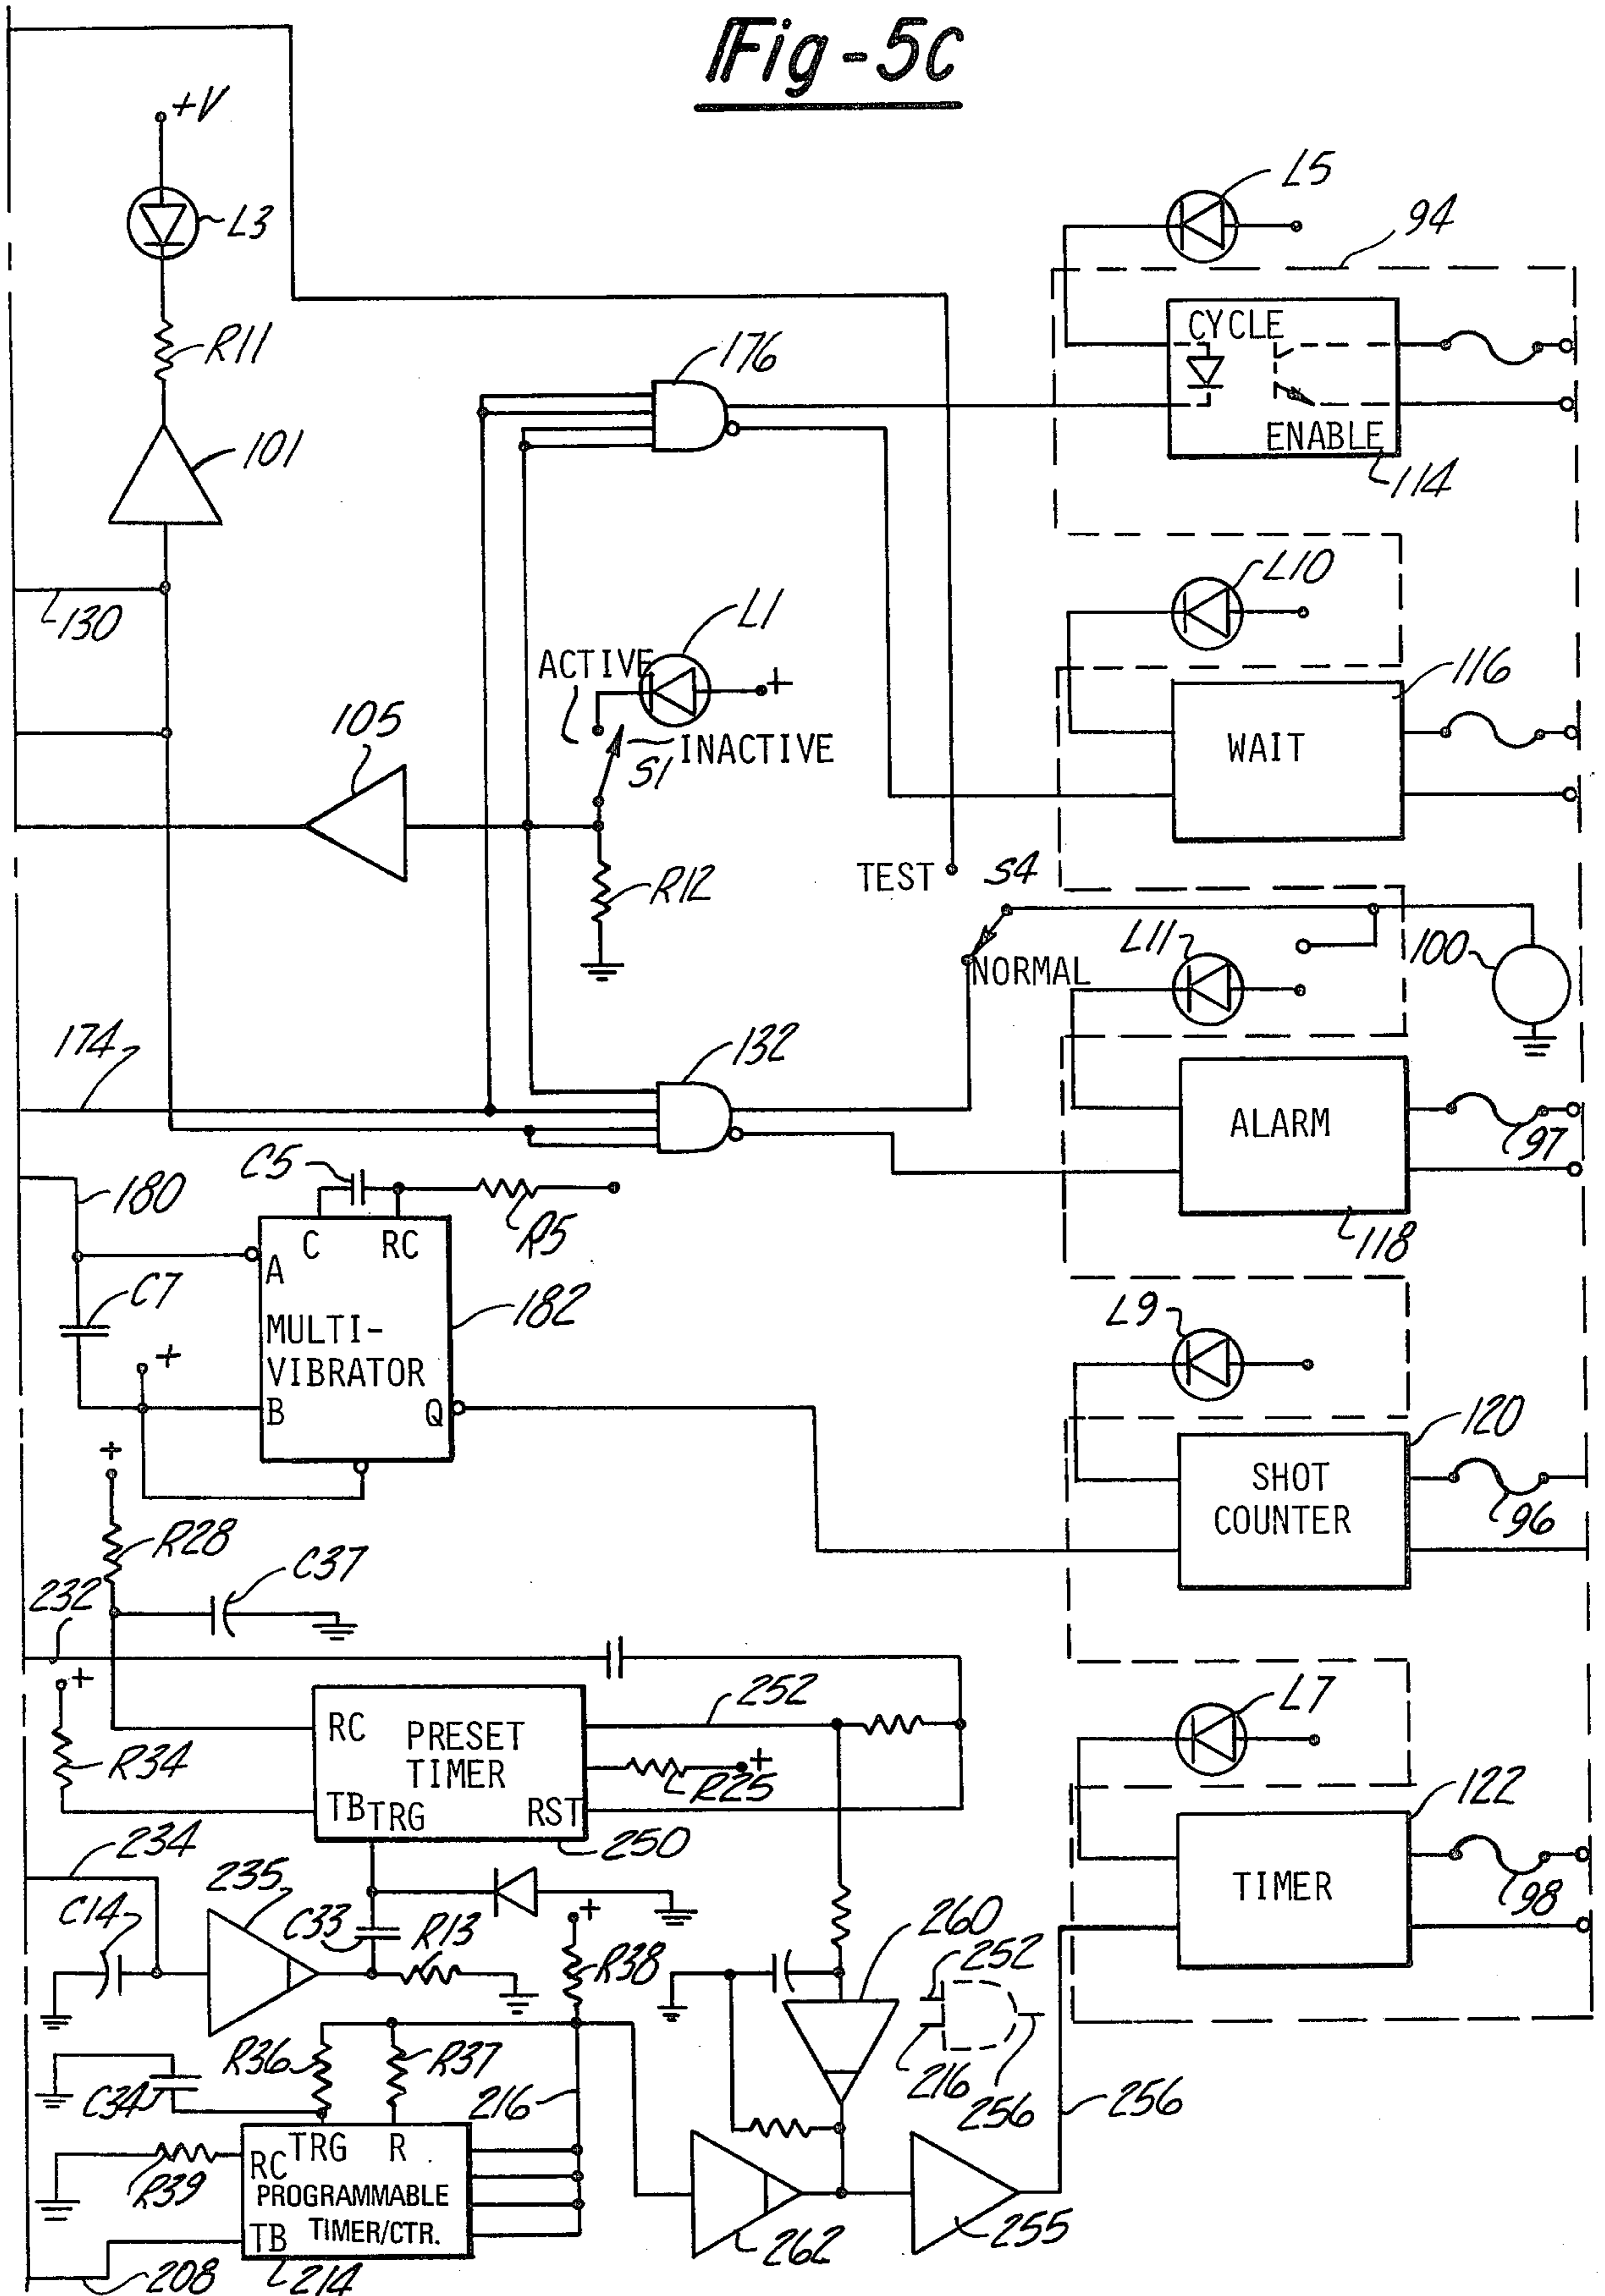 Fig-5C
+V
L3
R11
101
130
L5
94
CYCLE
ENABLE
114
176
L10
116
WAIT
ACTIVE
L1
+
INACTIVE
S1
105
R12
TEST
S4
NORMAL
L11
100
174
132
ALARM
97
118
180
C5
R5
C RC
A
C7
MULTI-
VIBRATOR
182
+
B
Q
L9
120
SHOT
COUNTER
96
+
R28
C37
232
+
252
RC
PRESET
TIMER
R34
+
R25
TB TRG
RST
250
L7
122
TIMER
98
234
235
C14
C33
R13
+
R38
260
252
216
256
R36
R37
C34
216
256
TRG R
RC
R39
PROGRAMMABLE
TIMER/CTR.
TB
262
255
208
214